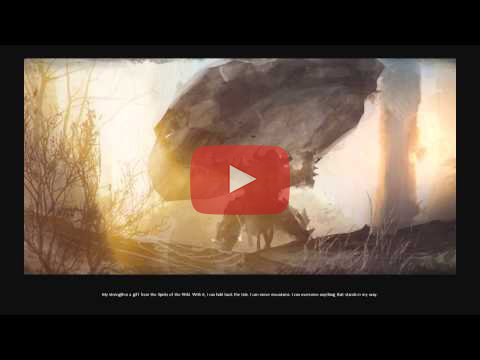 My strength is a gift from the Spirits of the Wild. With it, I can hold back the tide. I can move mountains. I can overcome anything that stands in my way.